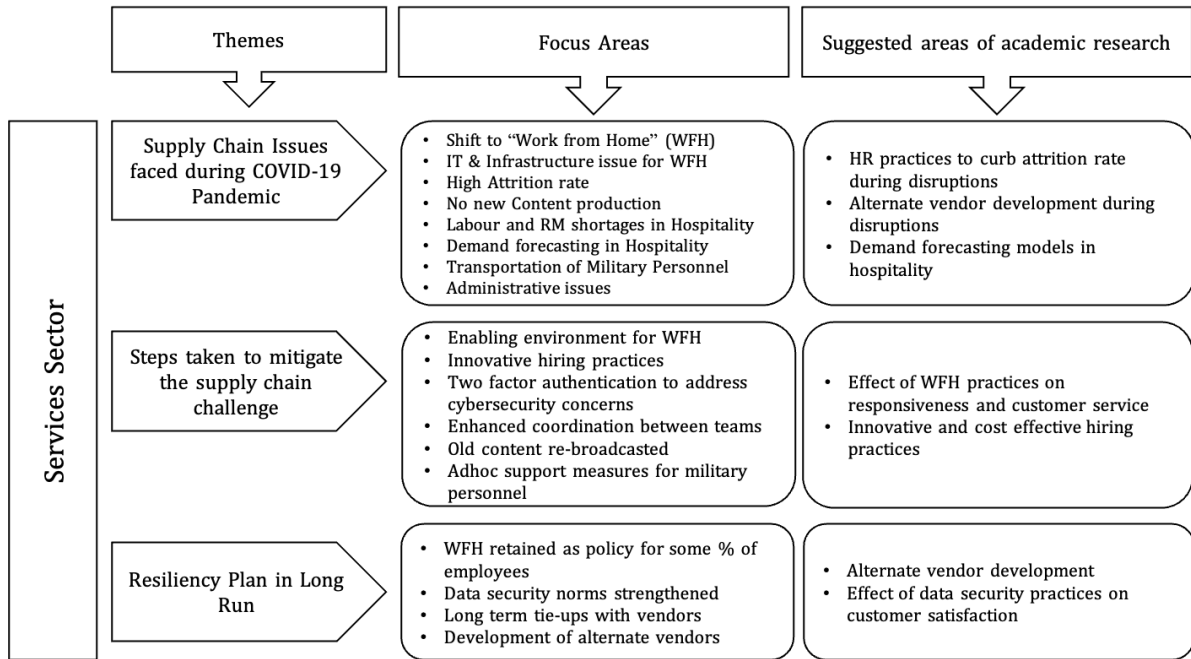 Themes
Focus Areas
Suggested areas of academic research
Services Sector
Supply Chain Issues
faced during COVID-19
Pandemic
• Shift to “Work from Home” (WFH)
• IT & Infrastructure issue for WFH
• High Attrition rate
• No new Content production
• Labour and RM shortages in Hospitality
• Demand forecasting in Hospitality
• Transportation of Military Personnel
• Administrative issues
• HR practices to curb attrition rate
during disruptions
• Alternate vendor development during
disruptions
• Demand forecasting models in
hospitality
Steps taken to mitigate
the supply chain
challenge
• Enabling environment for WFH
• Innovative hiring practices
• Two factor authentication to address
cybersecurity concerns
• Enhanced coordination between teams
• Old content re-broadcasted
• Adhoc support measures for military
personnel
• Effect of WFH practices on
responsiveness and customer service
• Innovative and cost effective hiring
practices
Resiliency Plan in Long
Run
• WFH retained as policy for some % of
employees
• Data security norms strengthened
• Long term tie-ups with vendors
• Development of alternate vendors
• Alternate vendor development
• Effect of data security practices on
customer satisfaction